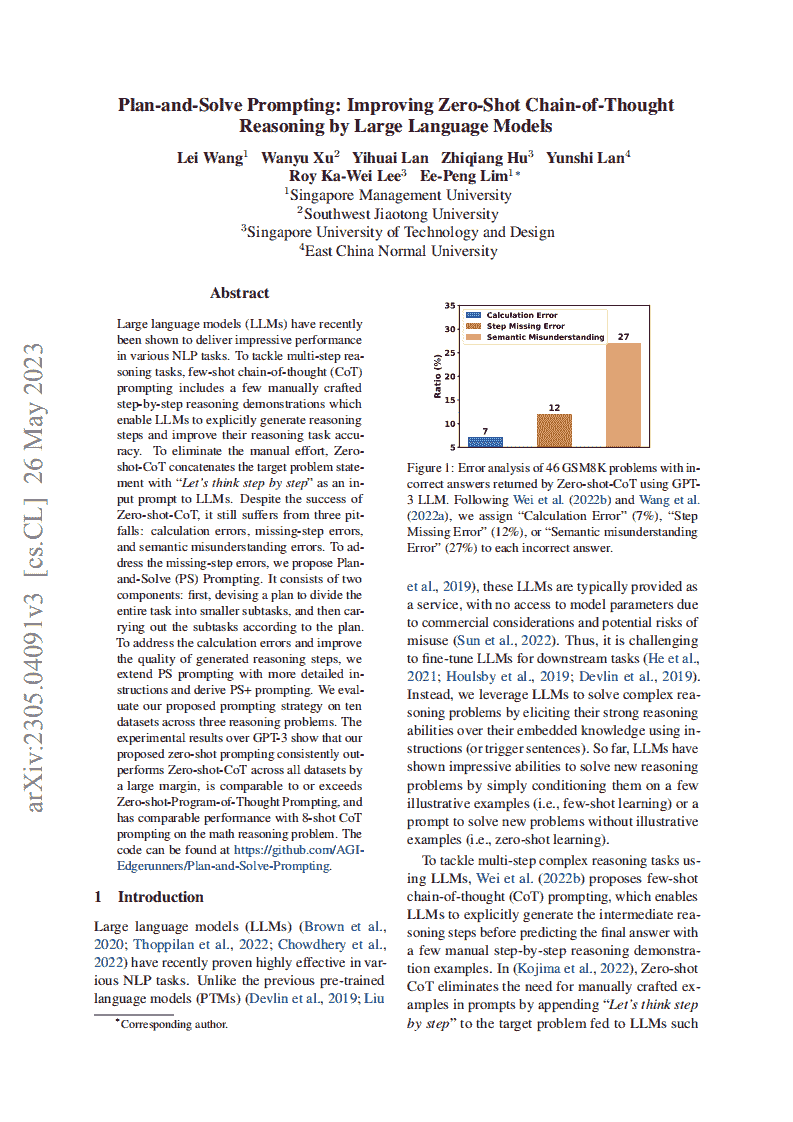 Plan-and-Solve Prompting: Improving Zero-Shot Chain-of-Thought
Reasoning by Large Language Models
Lei Wang1 Wanyu Xu2 Yihuai Lan Zhiqiang Hu3 Yunshi Lan4
Roy Ka-Wei Lee3 Ee-Peng Lim1*
1Singapore Management University
2Southwest Jiaotong University
3Singapore University of Technology and Design
4East China Normal University
arXiv:2305.04091v3 [cs.CL] 26 May 2023
Abstract
Large language models (LLMs) have recently
been shown to deliver impressive performance
in various NLP tasks. To tackle multi-step rea-
soning tasks, few-shot chain-of-thought (CoT)
prompting includes a few manually crafted
step-by-step reasoning demonstrations which
enable LLMs to explicitly generate reasoning
steps and improve their reasoning task accu-
racy. To eliminate the manual effort, Zero-
shot-CoT concatenates the target problem state-
ment with “Let’s think step by step” as an in-
put prompt to LLMs. Despite the success of
Zero-shot-CoT, it still suffers from three pit-
falls: calculation errors, missing-step errors,
and semantic misunderstanding errors. To ad-
dress the missing-step errors, we propose Plan-
and-Solve (PS) Prompting. It consists of two
components: first, devising a plan to divide the
entire task into smaller subtasks, and then car-
rying out the subtasks according to the plan.
To address the calculation errors and improve
the quality of generated reasoning steps, we
extend PS prompting with more detailed in-
structions and derive PS+ prompting. We eval-
uate our proposed prompting strategy on ten
datasets across three reasoning problems. The
experimental results over GPT-3 show that our
proposed zero-shot prompting consistently out-
performs Zero-shot-CoT across all datasets by
a large margin, is comparable to or exceeds
Zero-shot-Program-of-Thought Prompting, and
has comparable performance with 8-shot CoT
prompting on the math reasoning problem. The
code can be found at https://github.com/AGI-
Edgerunners/Plan-and-Solve-Prompting.
1 Introduction
Large language models (LLMs) (Brown et al.,
2020; Thoppilan et al., 2022; Chowdhery et al.,
2022) have recently proven highly effective in var-
ious NLP tasks. Unlike the previous pre-trained
language models (PTMs) (Devlin et al., 2019; Liu
*Corresponding author.
35
30
25
20
15
10
5
Ratio (%)
Calculation Error
Step Missing Error
Semantic Misunderstanding
7
12
27
Figure 1: Error analysis of 46 GSM8K problems with in-
correct answers returned by Zero-shot-CoT using GPT-
3 LLM. Following Wei et al. (2022b) and Wang et al.
(2022a), we assign “Calculation Error” (7%), “Step
Missing Error” (12%), or “Semantic misunderstanding
Error” (27%) to each incorrect answer.
et al., 2019), these LLMs are typically provided as
a service, with no access to model parameters due
to commercial considerations and potential risks of
misuse (Sun et al., 2022). Thus, it is challenging
to fine-tune LLMs for downstream tasks (He et al.,
2021; Houlsby et al., 2019; Devlin et al., 2019).
Instead, we leverage LLMs to solve complex rea-
soning problems by eliciting their strong reasoning
abilities over their embedded knowledge using in-
structions (or trigger sentences). So far, LLMs have
shown impressive abilities to solve new reasoning
problems by simply conditioning them on a few
illustrative examples (i.e., few-shot learning) or a
prompt to solve new problems without illustrative
examples (i.e., zero-shot learning).
To tackle multi-step complex reasoning tasks us-
ing LLMs, Wei et al. (2022b) proposes few-shot
chain-of-thought (CoT) prompting, which enables
LLMs to explicitly generate the intermediate rea-
soning steps before predicting the final answer with
a few manual step-by-step reasoning demonstra-
tion examples. In (Kojima et al., 2022), Zero-shot
CoT eliminates the need for manually crafted ex-
amples in prompts by appending “Let’s think step
by step” to the target problem fed to LLMs such